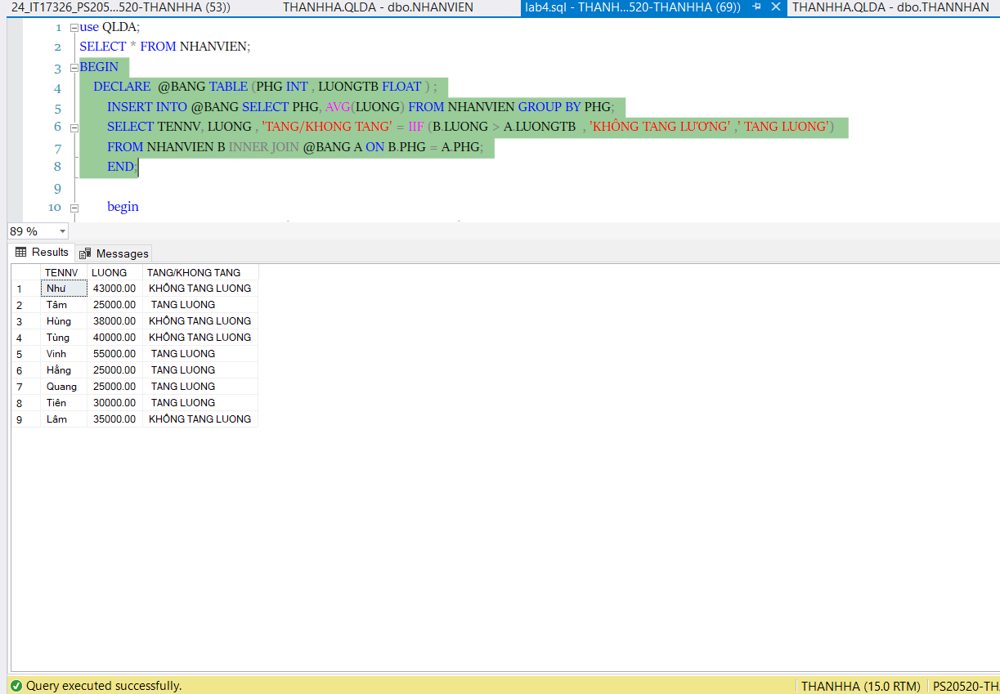 24_IT17326_PS205...520-THANHHA (53)) THANHHA.QLDA - dbo.NHANVIEN lab4.sql - THANH...520-THANHHA (69)) THANHHA.QLDA - dbo.THANNHAN
1 use QLDA;
2 SELECT * FROM NHANVIEN;
3 BEGIN
4 DECLARE @BANG TABLE (PHG INT , LUONGTB FLOAT ) ;
5 INSERT INTO @BANG SELECT PHG, AVG(LUONG) FROM NHANVIEN GROUP BY PHG;
6 SELECT TENNV, LUONG , 'TANG/KHONG TANG' = IIF (B.LUONG > A.LUONGTB , 'KHÔNG TANG LƯƠNG' ,' TANG LUONG')
7 FROM NHANVIEN B INNER JOIN @BANG A ON B.PHG = A.PHG;
8 END;
9
10 begin
89 %
Results Messages
TENNV LUONG TANG/KHONG TANG
1 Như 43000.00 KHÔNG TANG LUONG
2 Tâm 25000.00 TANG LUONG
3 Hùng 38000.00 KHÔNG TANG LUONG
4 Tùng 40000.00 KHÔNG TANG LUONG
5 Vinh 55000.00 TANG LUONG
6 Hằng 25000.00 TANG LUONG
7 Quang 25000.00 TANG LUONG
8 Tiên 30000.00 TANG LUONG
9 Lâm 35000.00 KHÔNG TANG LUONG
Query executed successfully. THANHHA (15.0 RTM) PS20520-TH